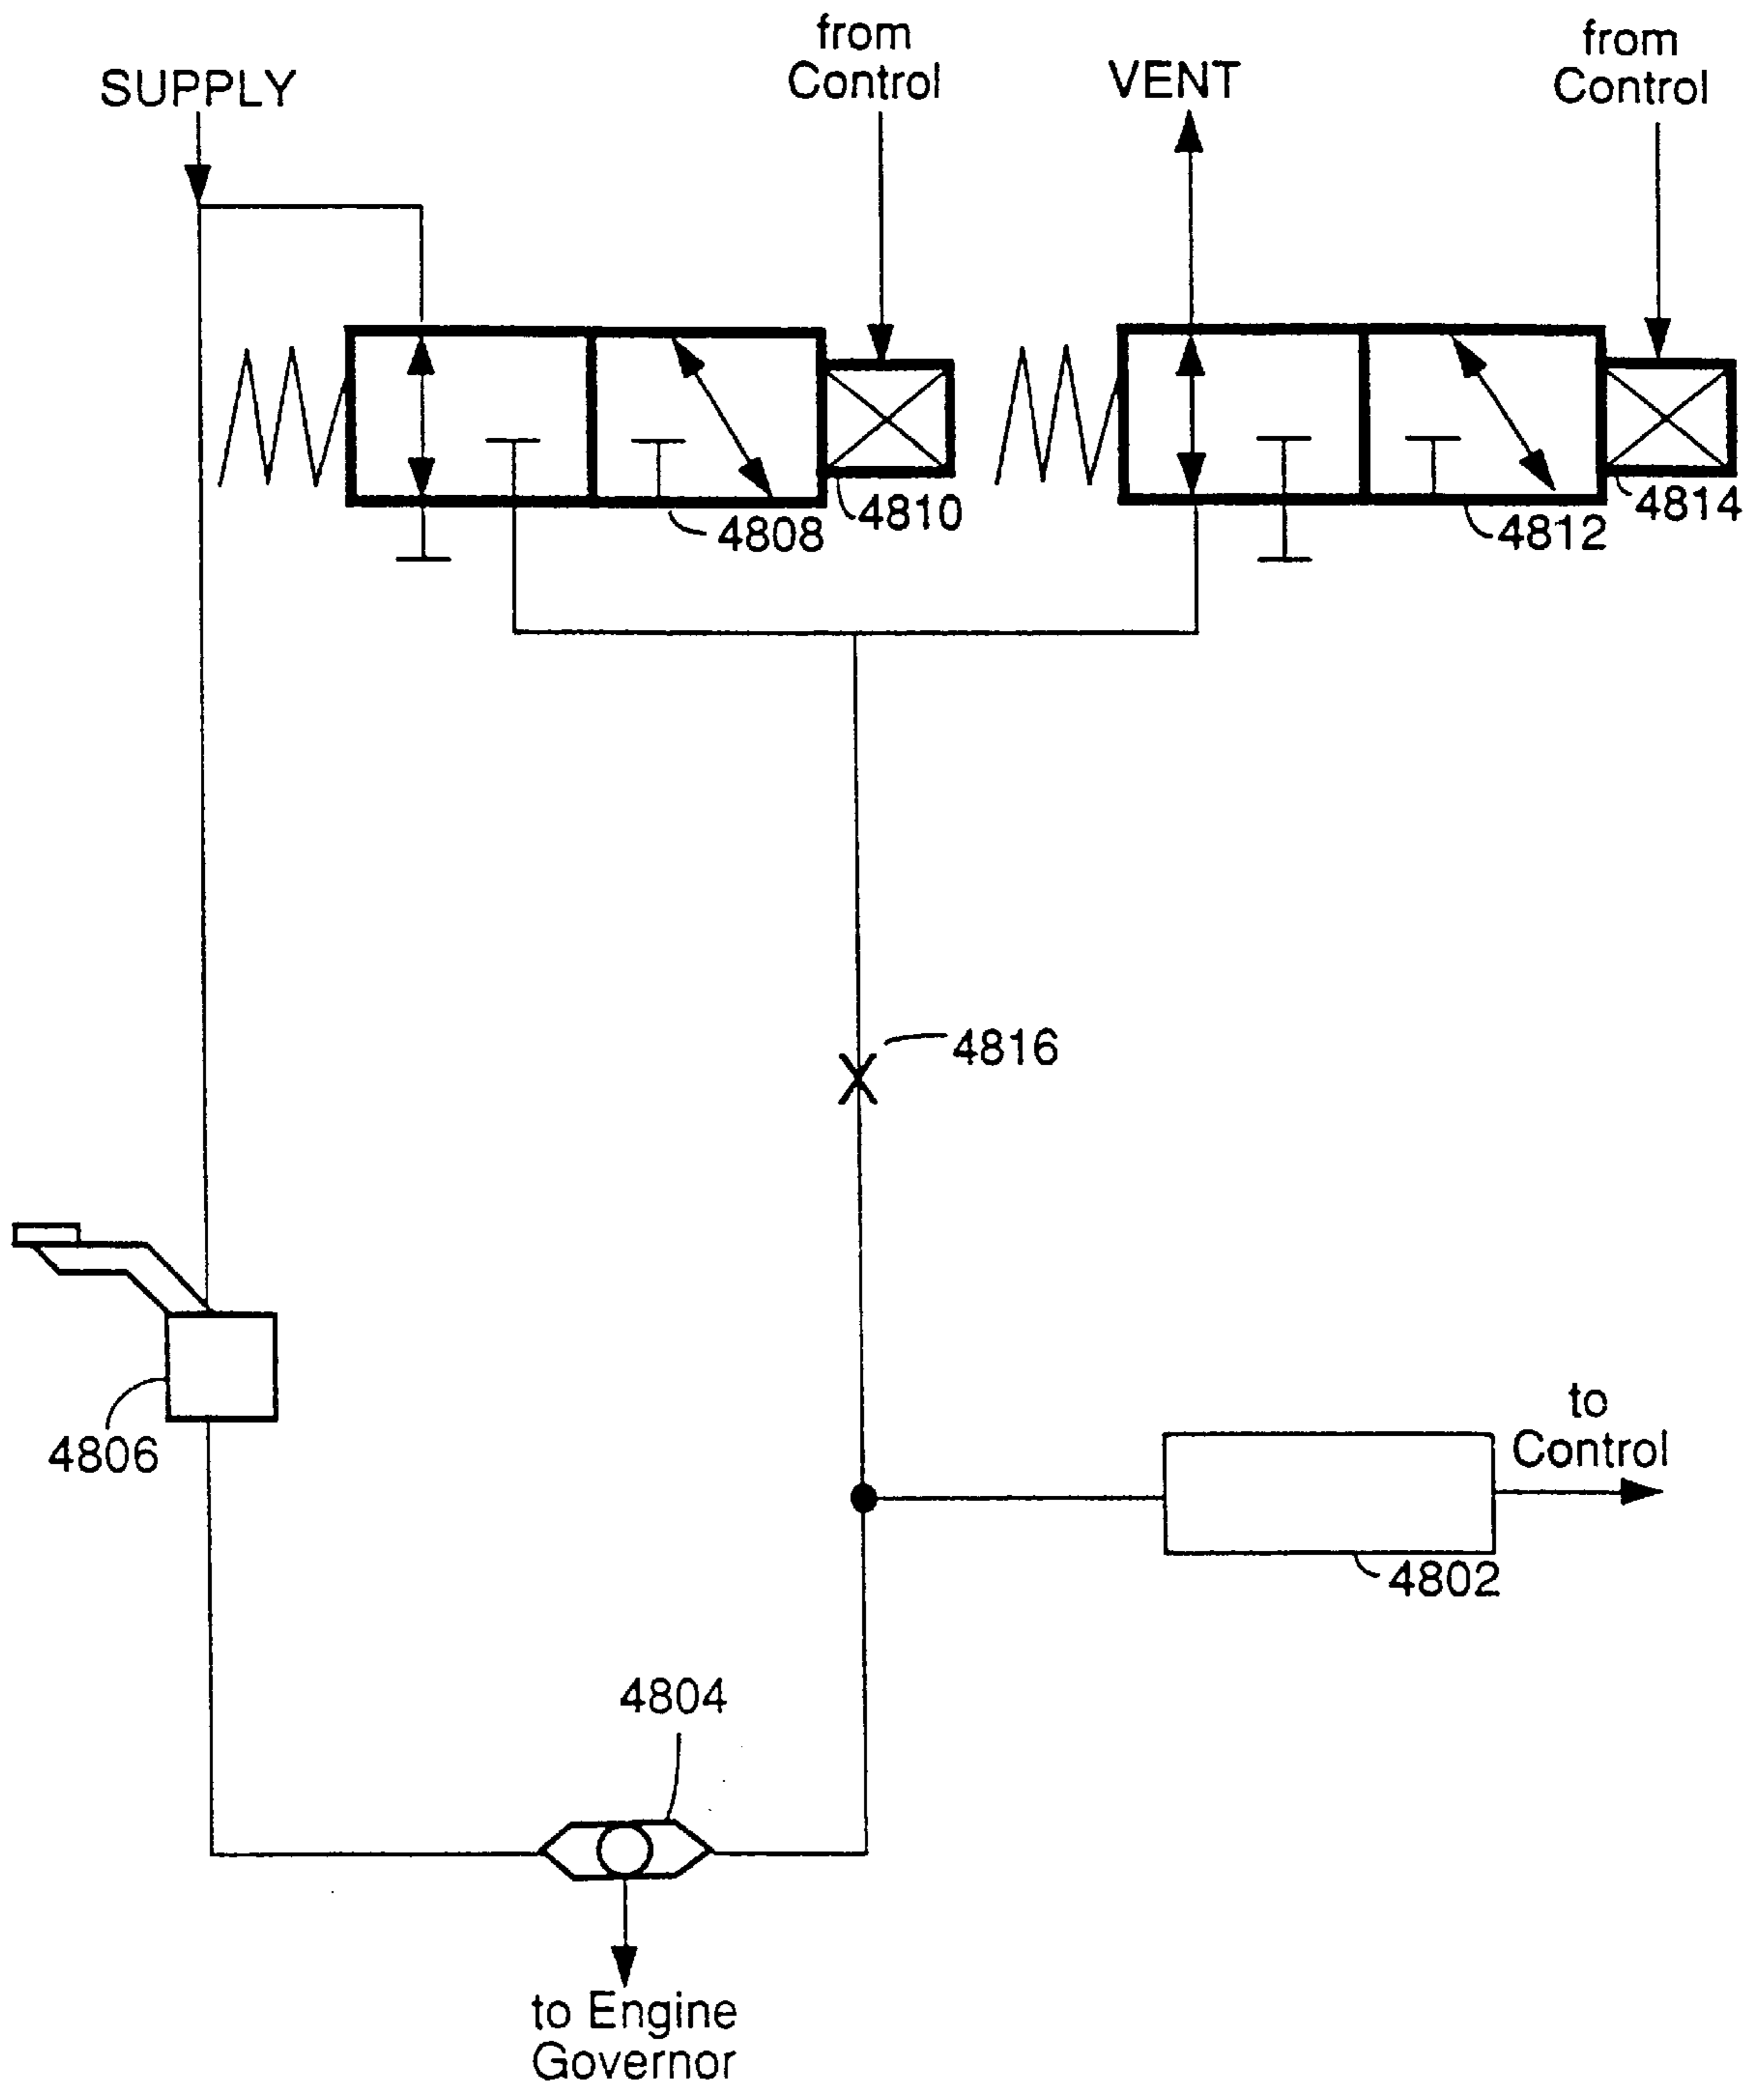 from
Control
from
Control
SUPPLY
VENT
4808
4810
4812
4814
4816
4806
to
Control
4802
4804
to Engine
Governor